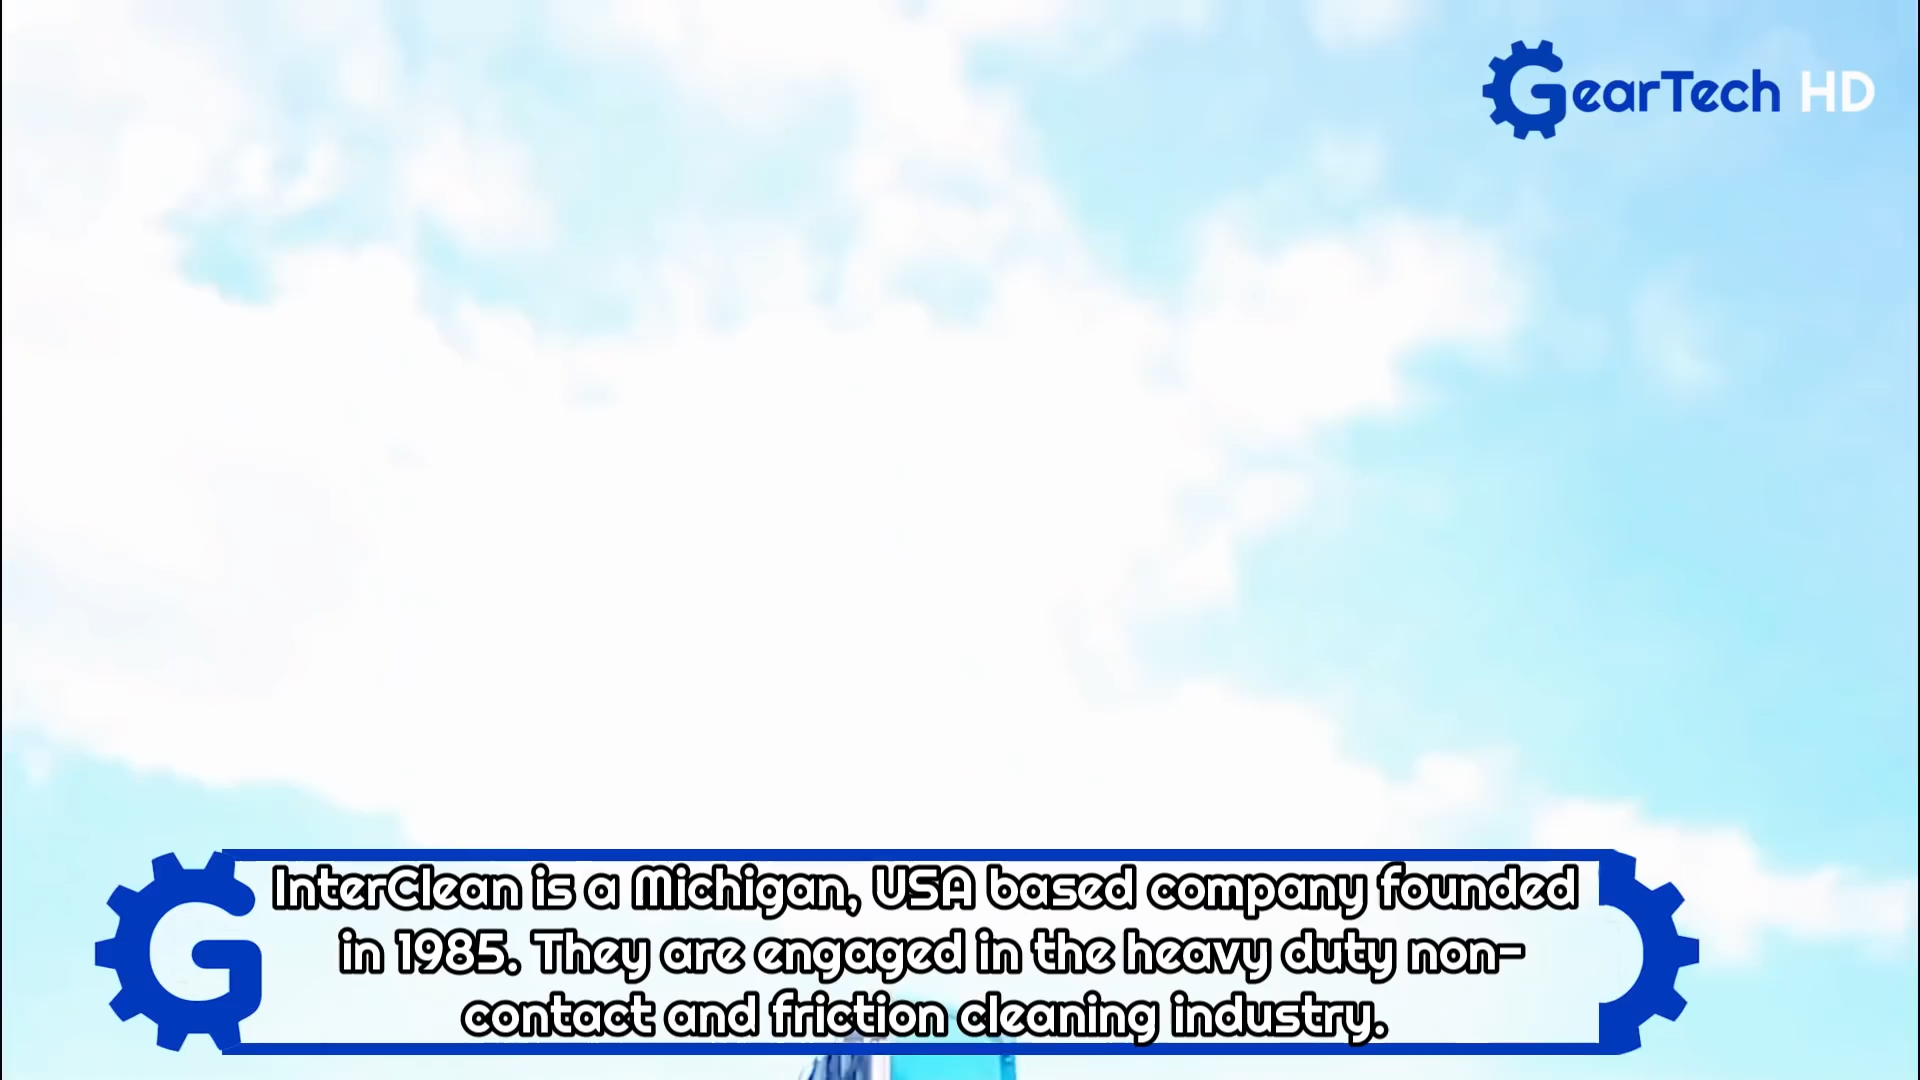 GearTech HD
InterClean is a Michigan, USA based company founded
in 1985. They are engaged in the heavy duty non-
contact and friction cleaning industry.
G